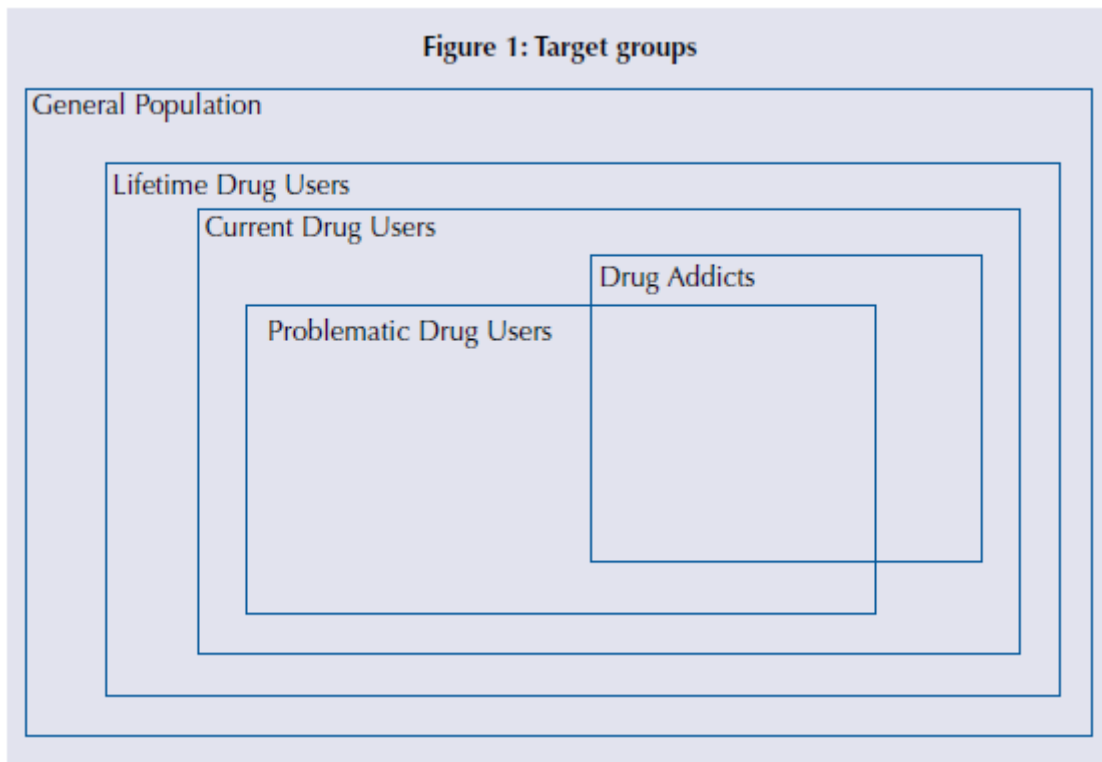 Figure 1: Target groups
General Population
Lifetime Drug Users
Current Drug Users
Drug Addicts
Problematic Drug Users